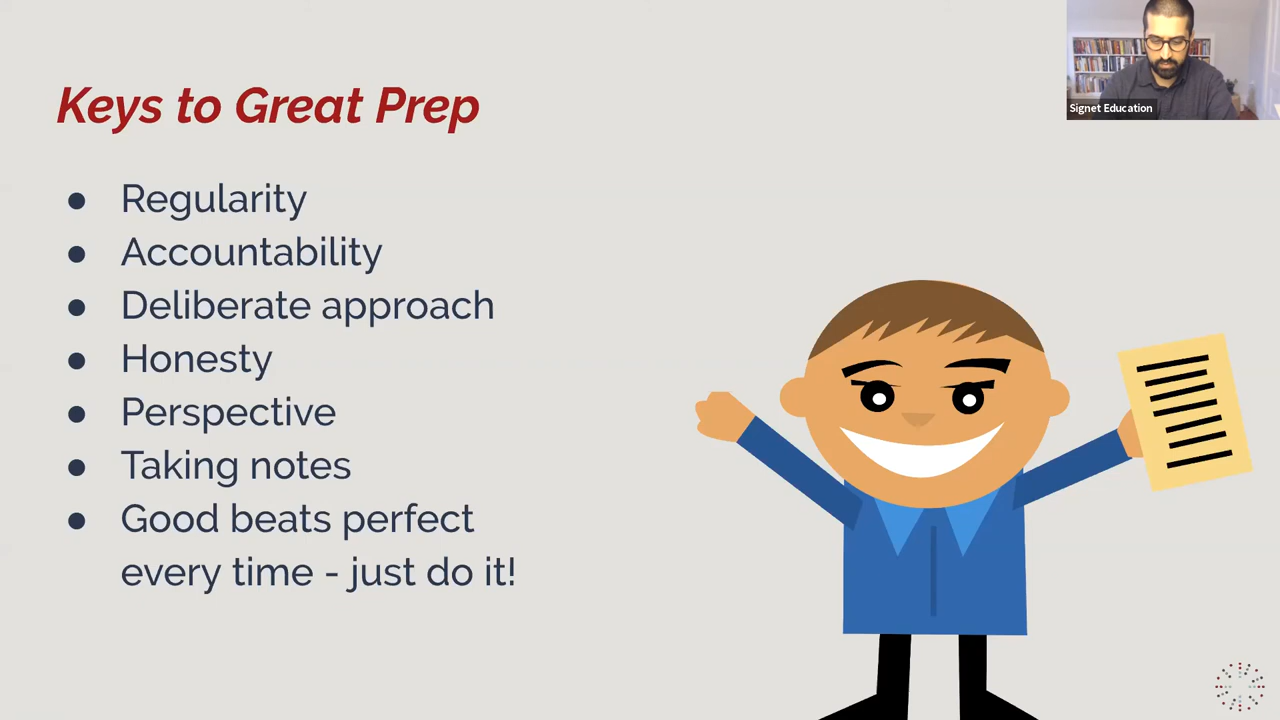 Keys to Great Prep
Signet Education
● Regularity
● Accountability
● Deliberate approach
● Honesty
● Perspective
● Taking notes
● Good beats perfect
every time - just do it!